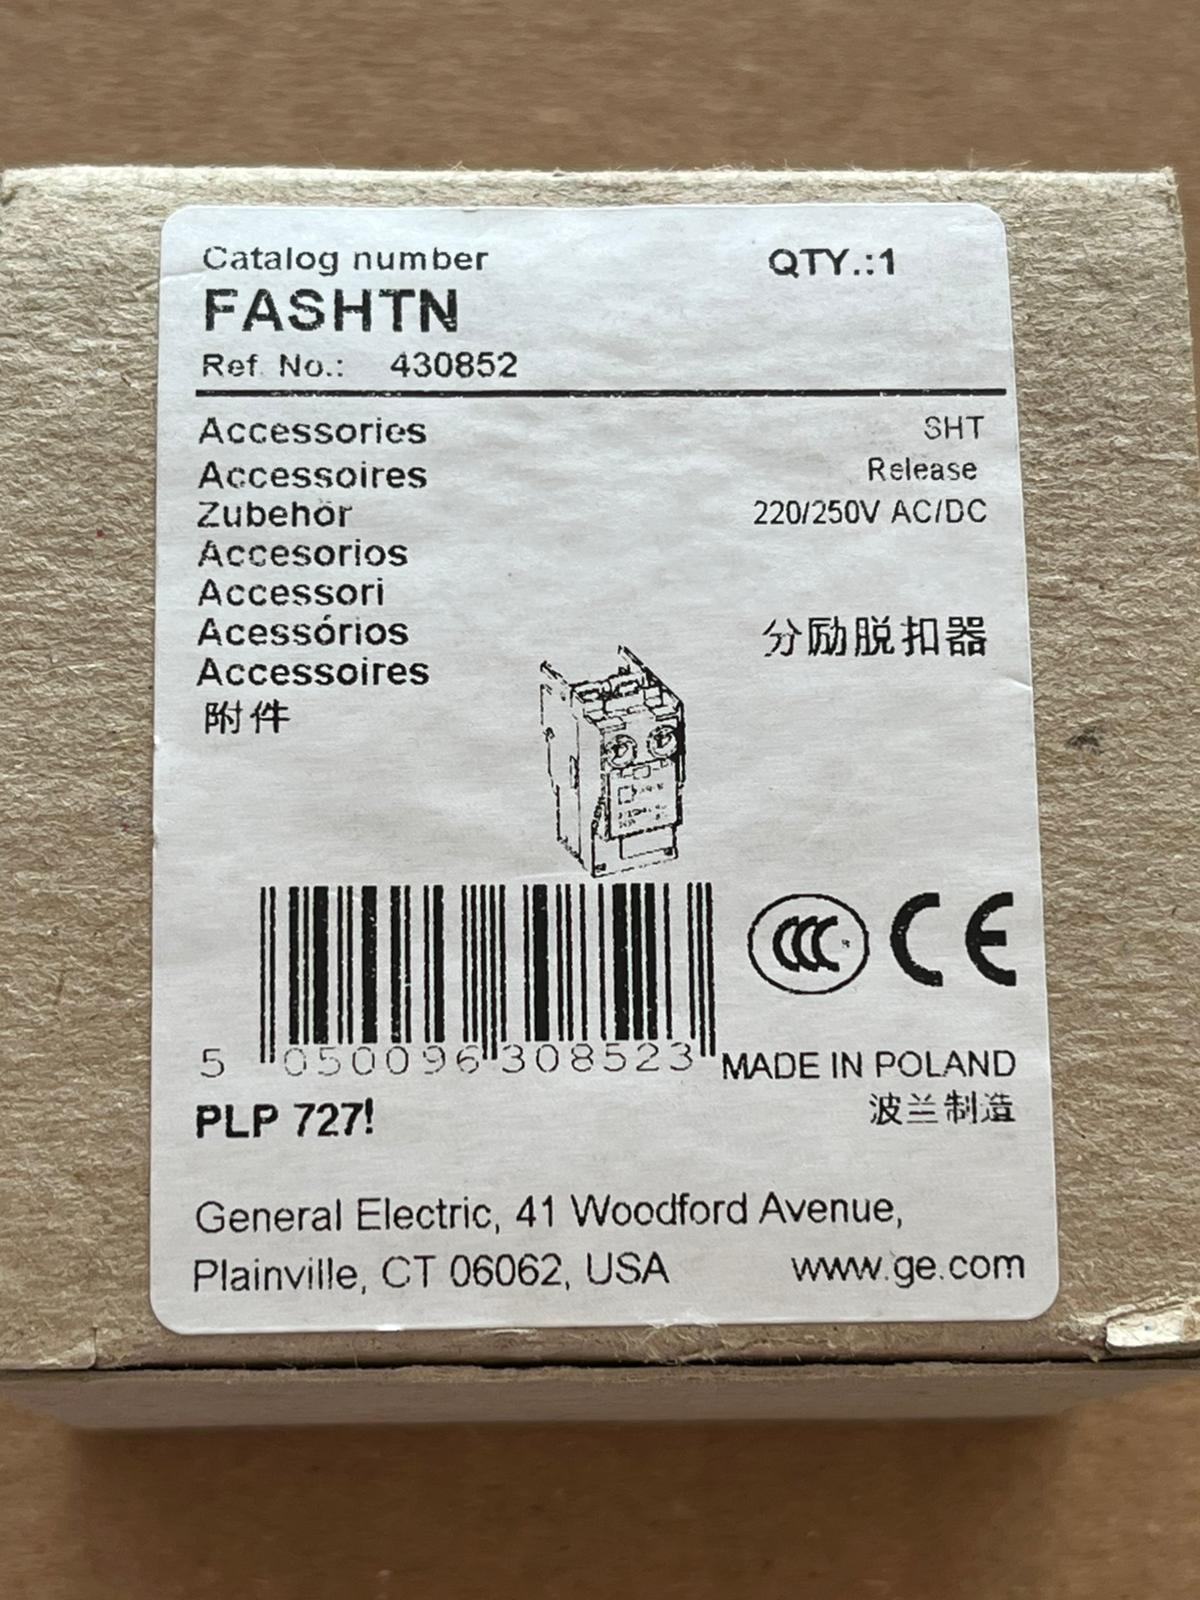 Catalog number
QTY.:1
FASHTN
Ref. No.: 430852
Accessories
Accessoires
Zubehör
Accesorios
Accessori
Acessórios
Accessoires
附件
SHT
Release
220/250V AC/DC
分励脱扣器
CCC
CE
5 050096 308523
MADE IN POLAND
波兰制造
PLP 727!
General Electric, 41 Woodford Avenue,
Plainville, CT 06062, USA
www.ge.com